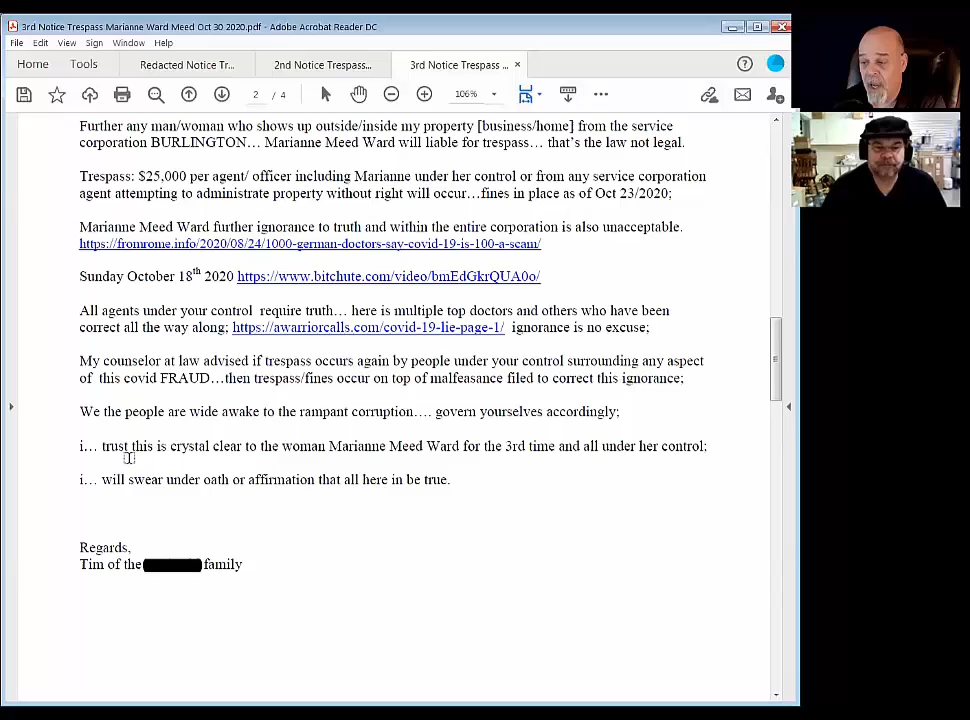 3rd Notice Trespass Marianne Ward Meed Oct 30 2020.pdf - Adobe Acrobat Reader DC
File Edit View Sign Window Help
Home Tools Redacted Notice Tr... 2nd Notice Trespass... 3rd Notice Trespass ... ×
2 / 4 106%
Further any man/woman who shows up outside/inside my property [business/home] from the service
corporation BURLINGTON… Marianne Meed Ward will liable for trespass… that's the law not legal.
Trespass: $25,000 per agent/ officer including Marianne under her control or from any service corporation
agent attempting to administrate property without right will occur…fines in place as of Oct 23/2020;
Marianne Meed Ward further ignorance to truth and within the entire corporation is also unacceptable.
https://fromrome.info/2020/08/24/1000-german-doctors-say-covid-19-is-100-a-scam/
Sunday October 18th 2020 https://www.bitchute.com/video/bmEdGkrQUA0o/
All agents under your control require truth… here is multiple top doctors and others who have been
correct all the way along; https://awarriorcalls.com/covid-19-lie-page-1/ ignorance is no excuse;
My counselor at law advised if trespass occurs again by people under your control surrounding any aspect
of this covid FRAUD…then trespass/fines occur on top of malfeasance filed to correct this ignorance;
We the people are wide awake to the rampant corruption…. govern yourselves accordingly;
i… trust this is crystal clear to the woman Marianne Meed Ward for the 3rd time and all under her control;
i… will swear under oath or affirmation that all here in be true.
Regards,
Tim of the family